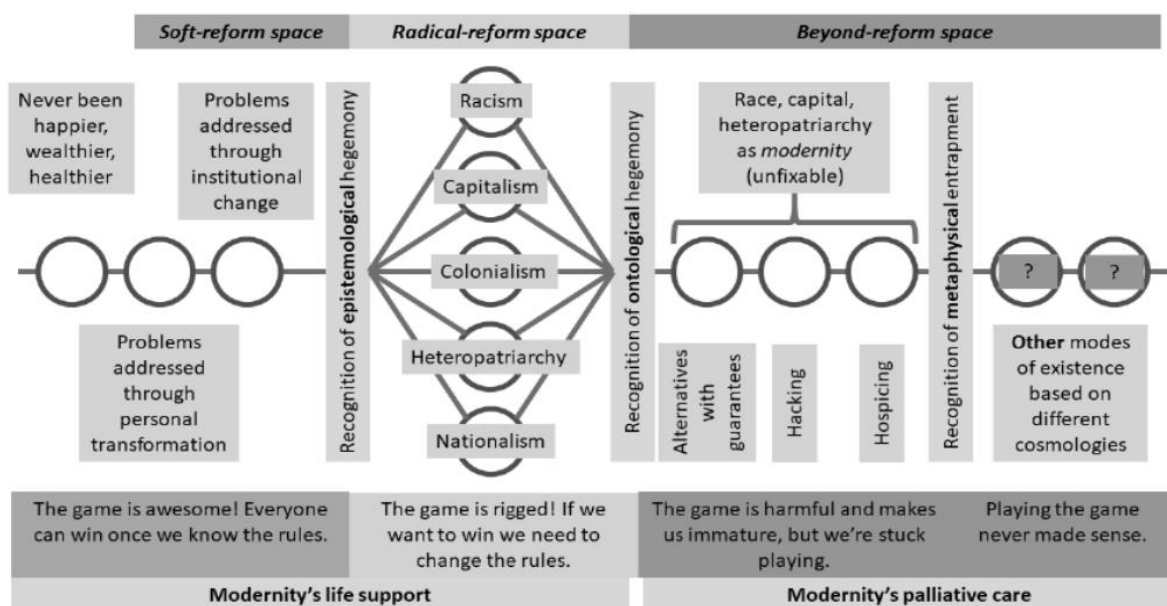 Soft-reform space
Radical-reform space
Beyond-reform space
Never been
happier,
wealthier,
healthier
Problems
addressed
through
personal
transformation
Problems
addressed
through
institutional
change
Recognition of epistemological hegemony
Racism
Capitalism
Colonialism
Heteropatriarchy
Nationalism
Recognition of ontological hegemony
Race, capital,
heteropatriarchy
as modernity
(unfixable)
Alternatives
with
guarantees
Hacking
Hospicing
Recognition of metaphysical entrapment
?
?
Other modes
of existence
based on
different
cosmologies
The game is awesome! Everyone
can win once we know the rules.
The game is rigged! If we
want to win we need to
change the rules.
The game is harmful and makes
us immature, but we’re stuck
playing.
Playing the game
never made sense.
Modernity’s life support
Modernity’s palliative care